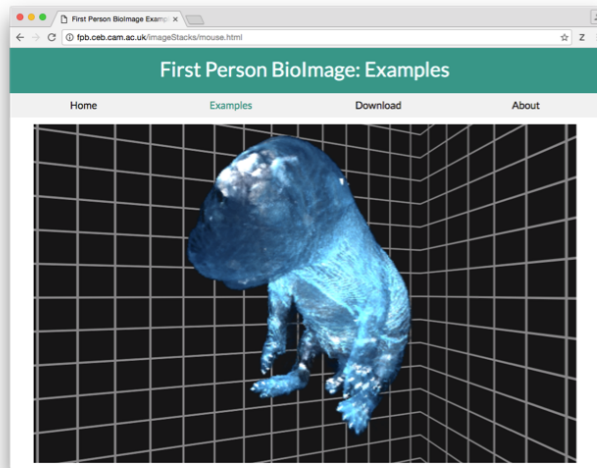 First Person BioImage Examp
fpb.ceb.cam.ac.uk/imageStacks/mouse.html
First Person BioImage: Examples
Home Examples Download About